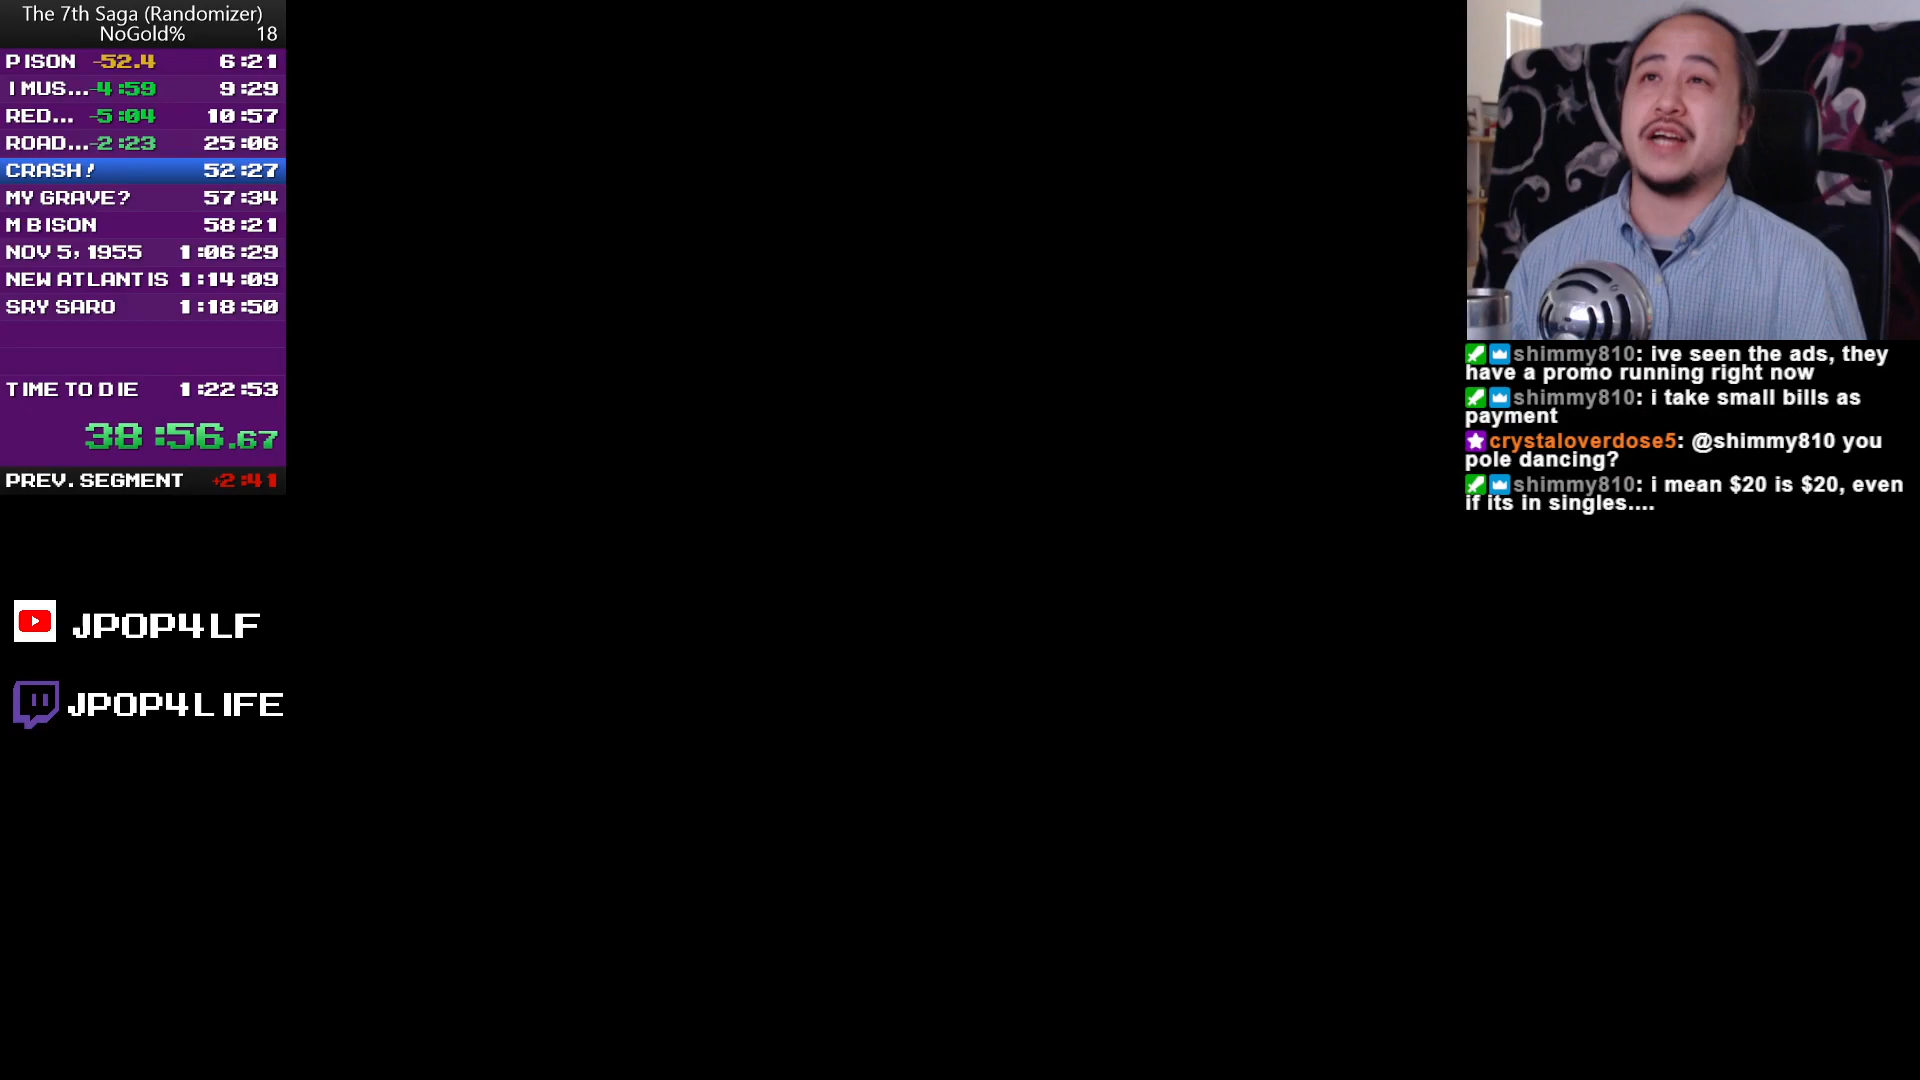 The 7th Saga (Randomizer)
NoGold% 18
PISON -52.4 6:21
I MUS... -4:59 9:29
RED... -5:04 10:57
ROAD... -2:23 25:06
CRASH! 52:27
MY GRAVE? 57:34
M BISON 58:21
NOV 5, 1955 1:06:29
NEW ATLANTIS 1:14:09
SRY SARO 1:18:50
TIME TO DIE 1:22:53
38:56.67
PREV. SEGMENT +2:41
JPOP4LF
JPOP4LIFE
shimmy810: ive seen the ads, they
have a promo running right now
shimmy810: i take small bills as
payment
crystaloverdose5: @shimmy810 you
pole dancing?
shimmy810: i mean $20 is $20, even
if its in singles....